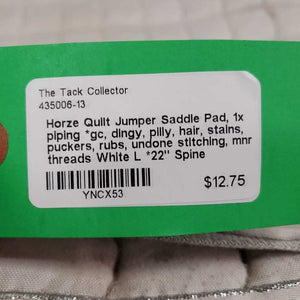 The Tack Collector
435006-13
Horze Quilt Jumper Saddle Pad, 1x
piping *gc, dingy, pilly, hair, stains,
puckers, rubs, undone stitching, mnr
threads White L *22" Spine
YNCX53
$12.75